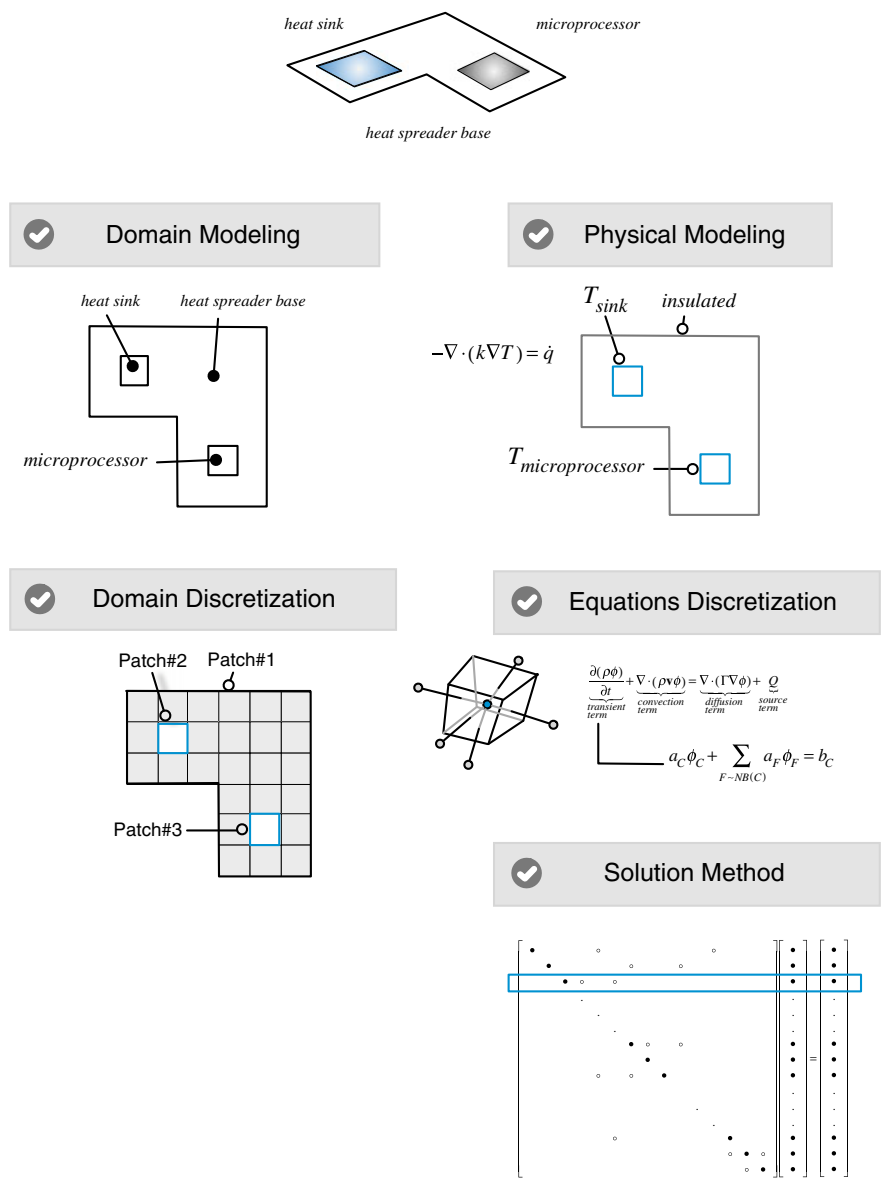 heat sink
microprocessor
heat spreader base
Domain Modeling
Physical Modeling
heat sink
heat spreader base
microprocessor
T_sink
insulated
−∇·(k∇T) = q̇
T_microprocessor
Domain Discretization
Equations Discretization
Patch#2
Patch#1
Patch#3
∂(ρϕ)/∂t + ∇·(ρvϕ) = ∇·(Γ∇ϕ) + Q
transient term
convection term
diffusion term
source term
a_C ϕ_C + ∑_{F~NB(C)} a_F ϕ_F = b_C
Solution Method
=